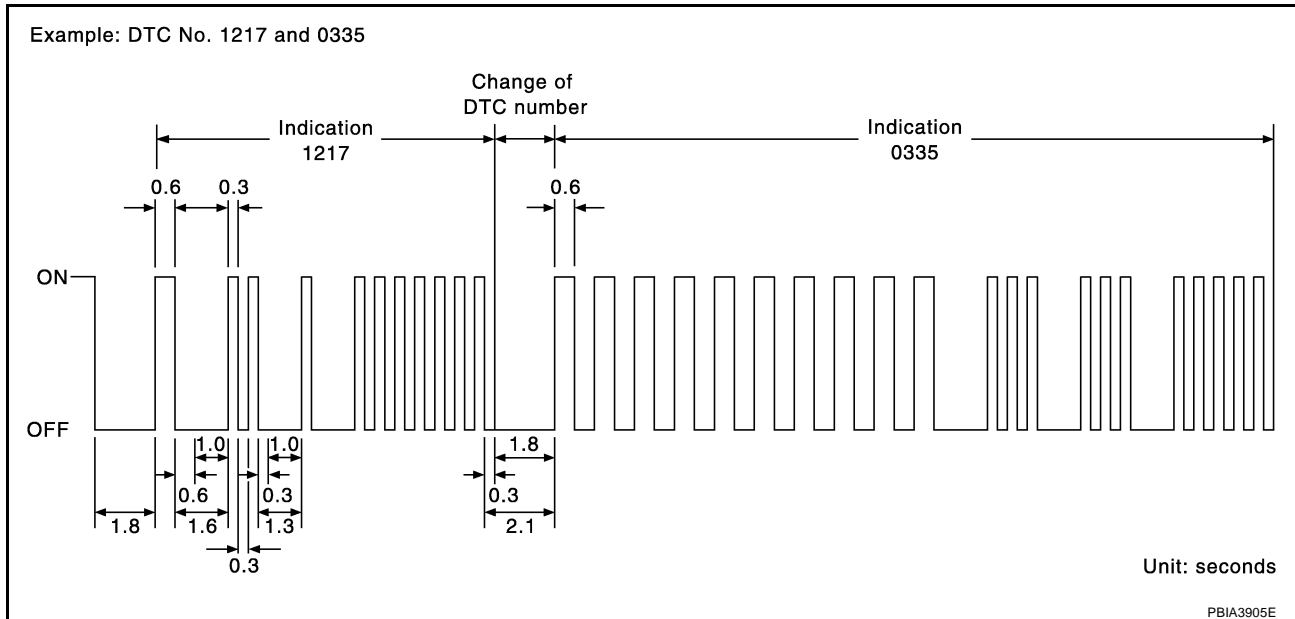 Example: DTC No. 1217 and 0335
Change of
DTC number
Indication
1217
Indication
0335
0.6
0.3
0.6
ON
OFF
1.0
1.0
1.8
0.6
0.3
0.3
1.8
1.6
1.3
2.1
0.3
Unit: seconds
PBIA3905E